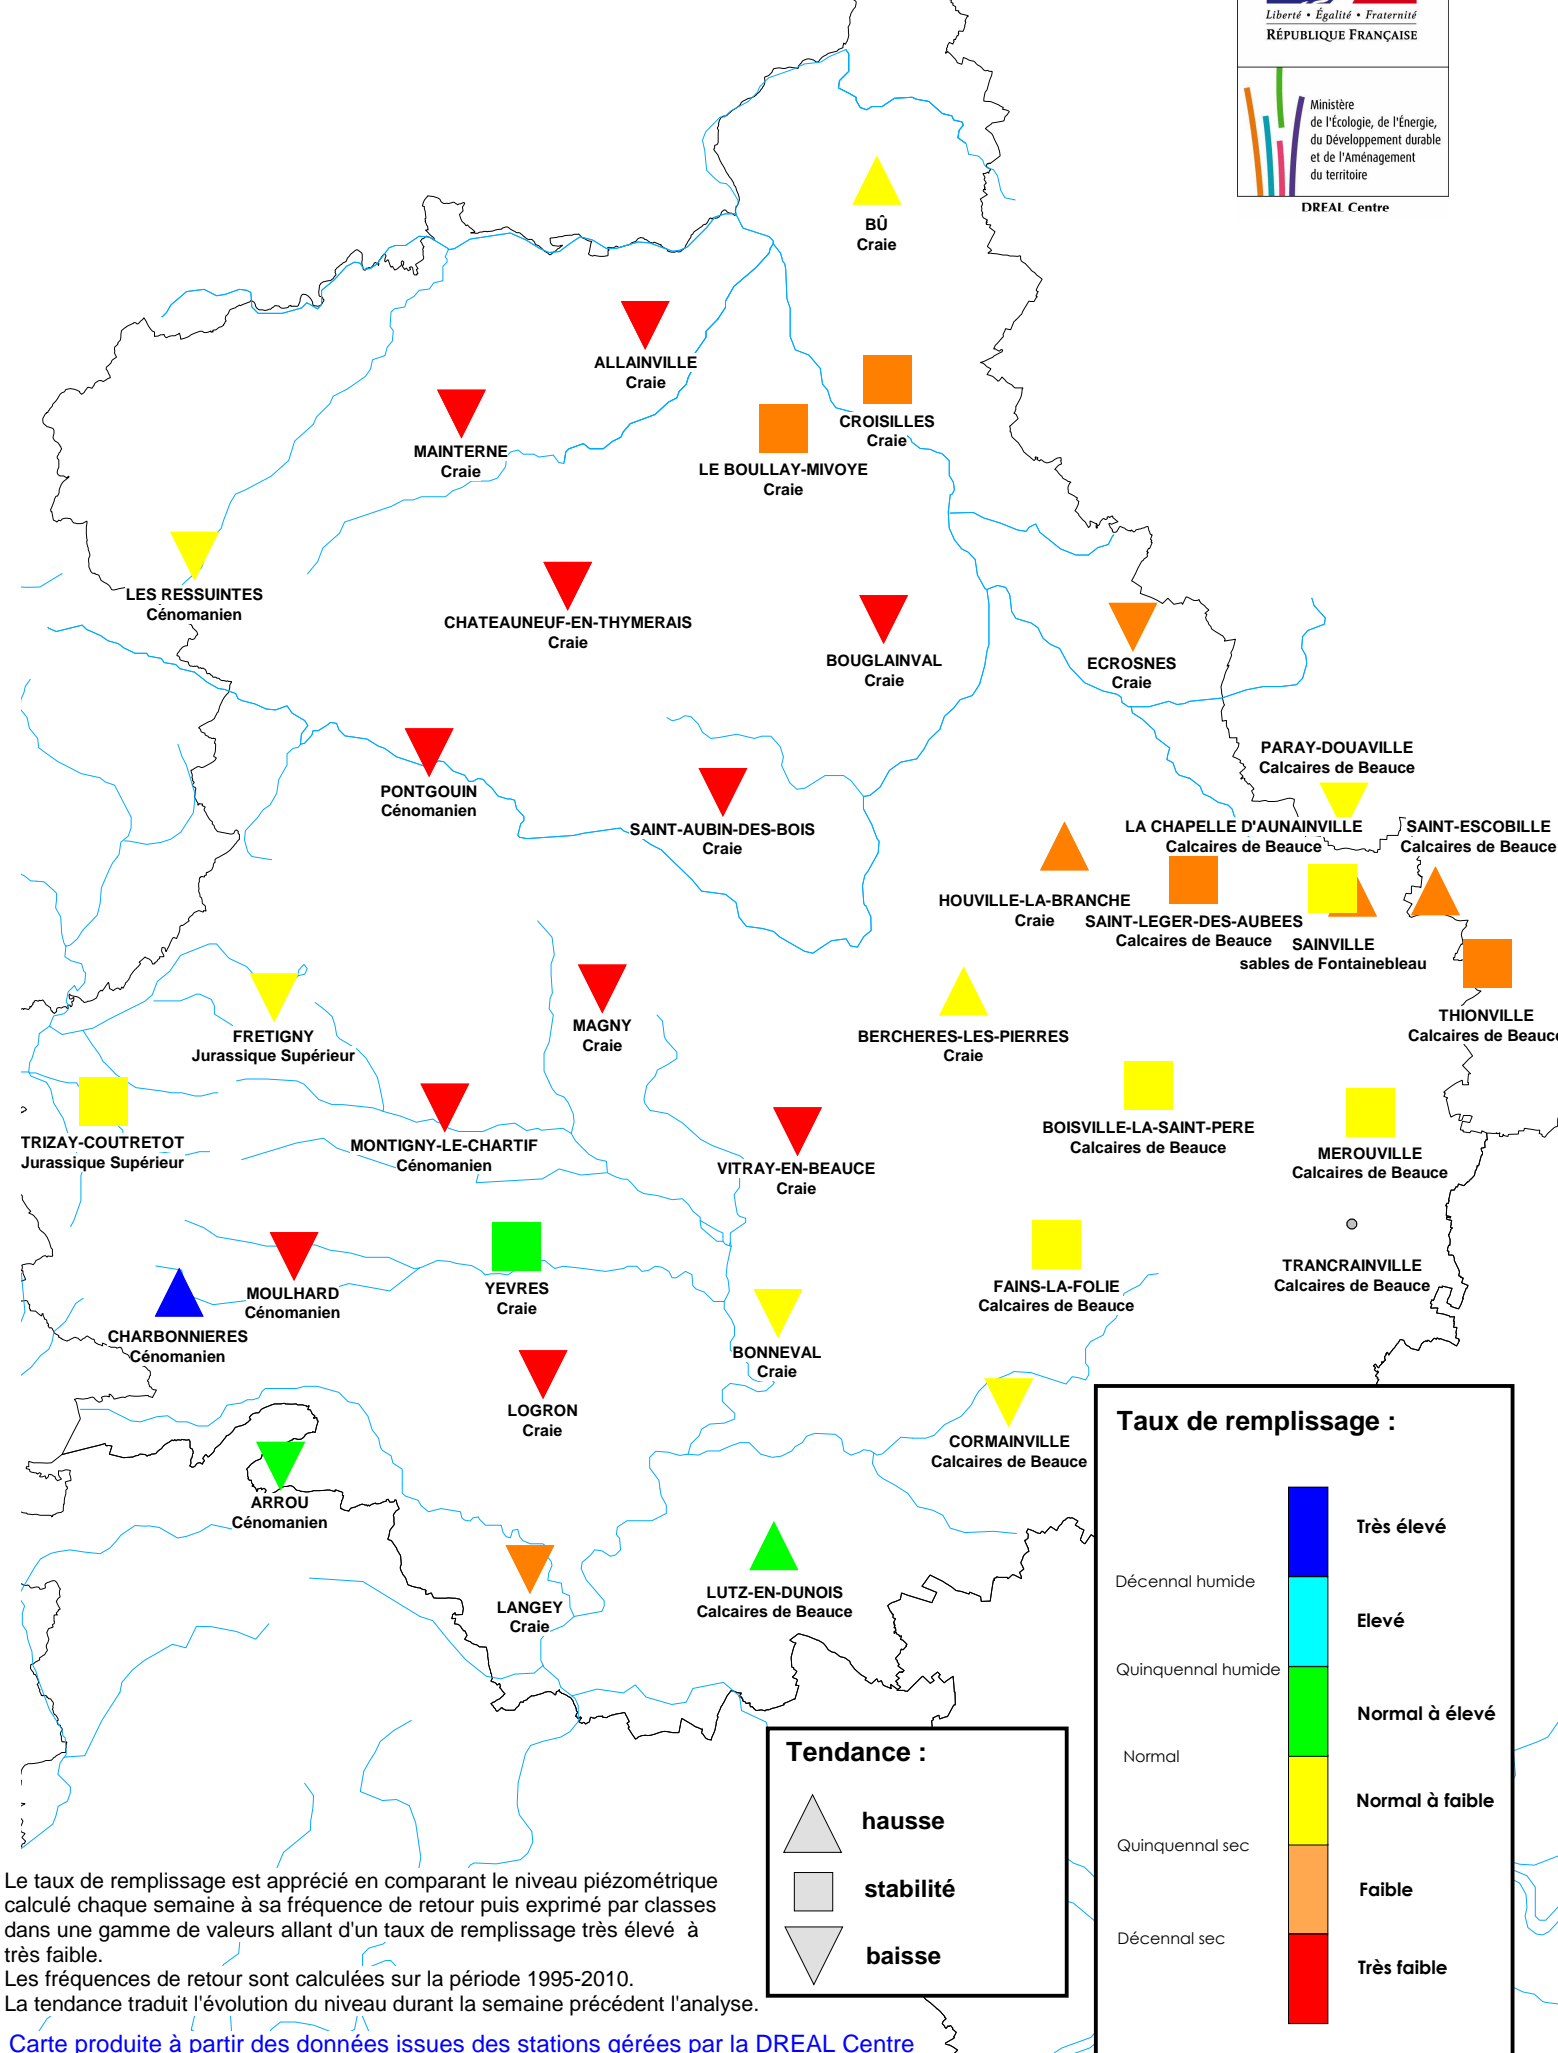 Liberté • Égalité • Fraternité
RÉPUBLIQUE FRANÇAISE
Ministère
de l'Écologie, de l'Énergie,
du Développement durable
et de l'Aménagement
du territoire
DREAL Centre
BÛ
Craie
ALLAINVILLE
Craie
CROISILLES
Craie
MAINTERNE
Craie
LE BOULLAY-MIVOYE
Craie
LES RESSUINTES
Cénomanien
CHATEAUNEUF-EN-THYMERAIS
Craie
BOUGLAINVAL
Craie
ECROSNES
Craie
PARAY-DOUAVILLE
Calcaires de Beauce
PONTGOUIN
Cénomanien
SAINT-AUBIN-DES-BOIS
Craie
LA CHAPELLE D'AUNAINVILLE
Calcaires de Beauce
SAINT-ESCOBILLE
Calcaires de Beauce
HOUVILLE-LA-BRANCHE
Craie
SAINT-LEGER-DES-AUBEES
Calcaires de Beauce
SAINVILLE
sables de Fontainebleau
THIONVILLE
Calcaires de Beauce
FRETIGNY
Jurassique Supérieur
MAGNY
Craie
BERCHERES-LES-PIERRES
Craie
TRIZAY-COUTRETOT
Jurassique Supérieur
MONTIGNY-LE-CHARTIF
Cénomanien
VITRAY-EN-BEAUCE
Craie
BOISVILLE-LA-SAINT-PERE
Calcaires de Beauce
MEROUVILLE
Calcaires de Beauce
TRANCRAINVILLE
Calcaires de Beauce
CHARBONNIERES
Cénomanien
MOULHARD
Cénomanien
YEVRES
Craie
FAINS-LA-FOLIE
Calcaires de Beauce
BONNEVAL
Craie
LOGRON
Craie
CORMAINVILLE
Calcaires de Beauce
ARROU
Cénomanien
LANGEY
Craie
LUTZ-EN-DUNOIS
Calcaires de Beauce
Taux de remplissage :
Très élevé
Décennal humide
Elevé
Quinquennal humide
Normal à élevé
Normal
Normal à faible
Quinquennal sec
Faible
Décennal sec
Très faible
Tendance :
hausse
stabilité
baisse
Le taux de remplissage est apprécié en comparant le niveau piézométrique
calculé chaque semaine à sa fréquence de retour puis exprimé par classes
dans une gamme de valeurs allant d'un taux de remplissage très élevé à
très faible.
Les fréquences de retour sont calculées sur la période 1995-2010.
La tendance traduit l'évolution du niveau durant la semaine précédent l'analyse.
Carte produite à partir des données issues des stations gérées par la DREAL Centre